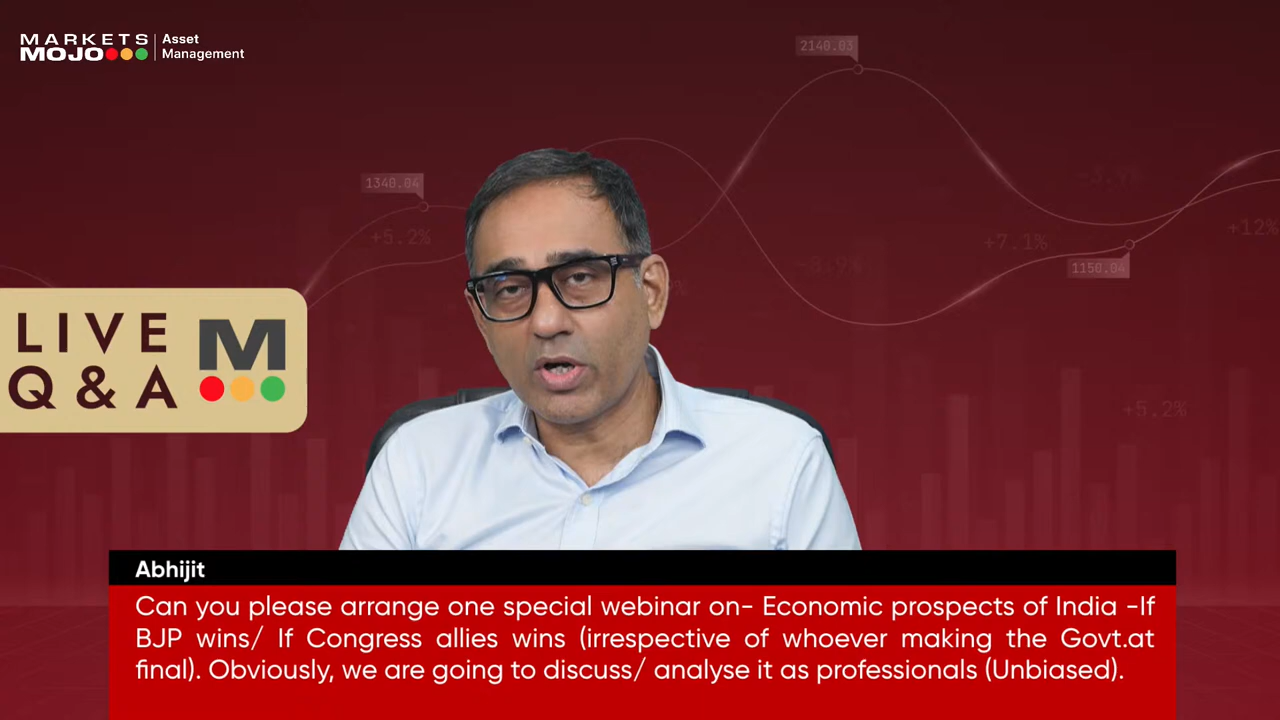 MARKETS
MOJO
Asset
Management
2140.03
1340.04
+5.2%
+7.1%
+12%
1150.04
+5.2%
LIVE
Q & A
M
Abhijit
Can you please arrange one special webinar on- Economic prospects of India -If
BJP wins/ If Congress allies wins (irrespective of whoever making the Govt.at
final). Obviously, we are going to discuss/ analyse it as professionals (Unbiased).